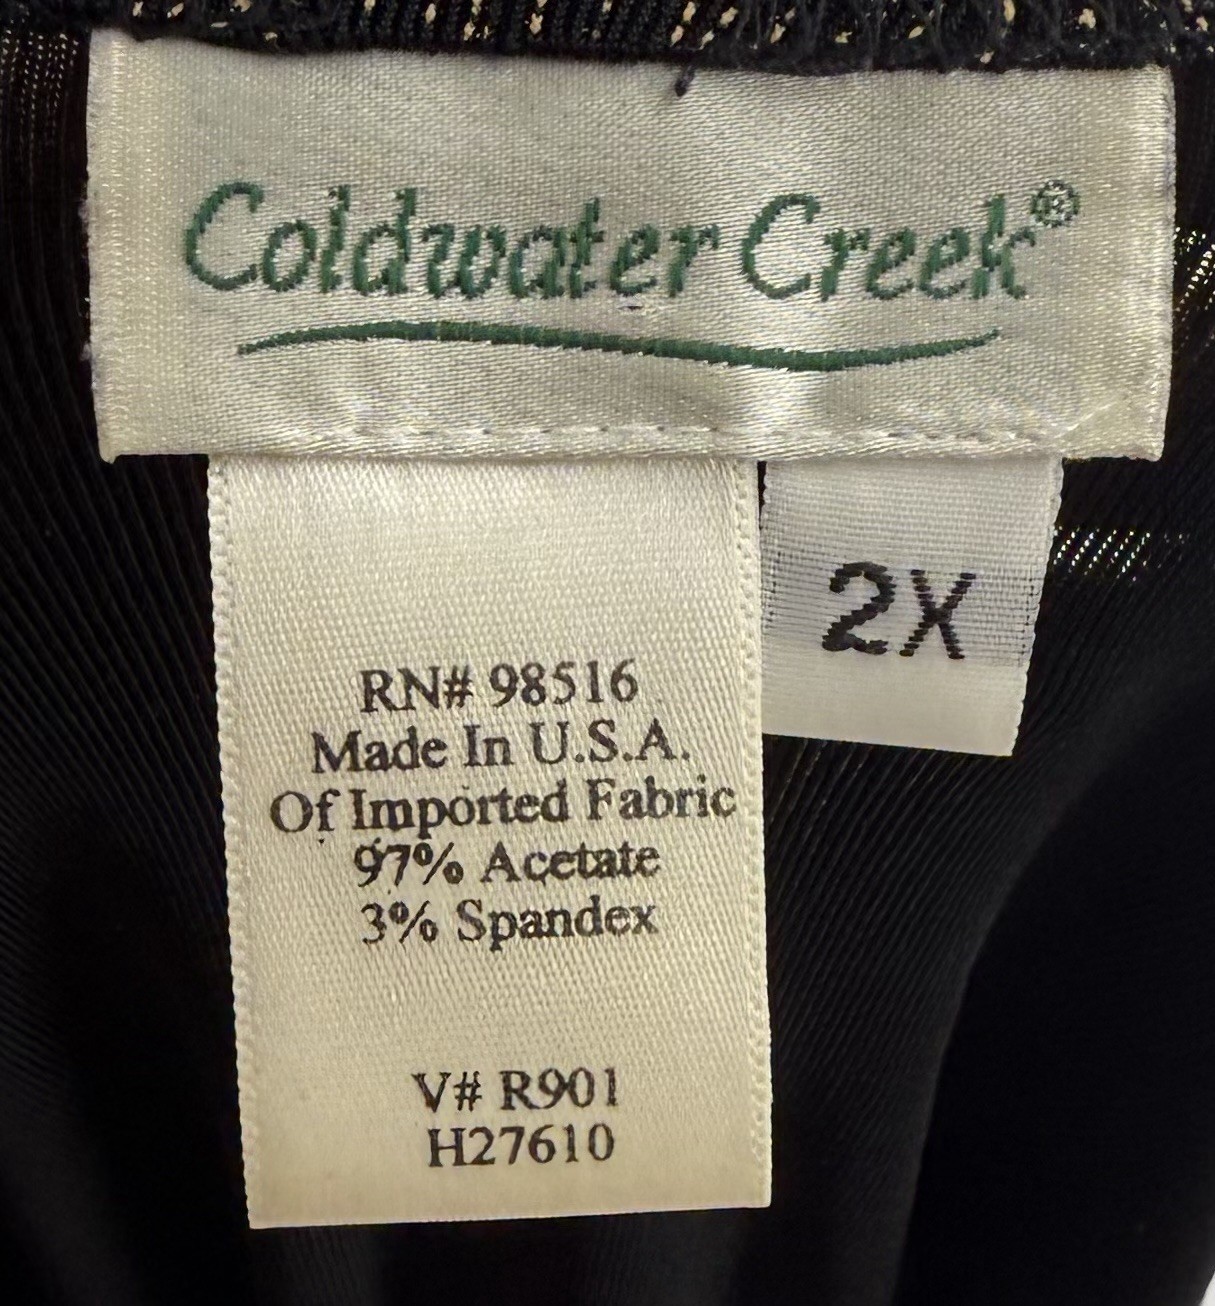 Coldwater Creek®
2X
RN# 98516
Made In U.S.A.
Of Imported Fabric
97% Acetate
3% Spandex
V# R901
H27610